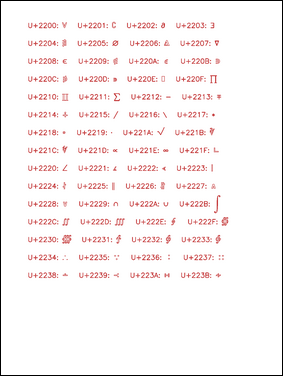 U+2200: ∀ U+2201: ∁ U+2202: ∂ U+2203: ∃
U+2204: ∄ U+2205: ∅ U+2206: ∆ U+2207: ∇
U+2208: ∈ U+2209: ∉ U+220A: ∊ U+220B: ∋
U+220C: ∌ U+220D: ∍ U+220E: ∎ U+220F: ∏
U+2210: ∐ U+2211: ∑ U+2212: − U+2213: ∓
U+2214: ∔ U+2215: ∕ U+2216: ∖ U+2217: ∗
U+2218: ∘ U+2219: ∙ U+221A: √ U+221B: ∛
U+221C: ∜ U+221D: ∝ U+221E: ∞ U+221F: ∟
U+2220: ∠ U+2221: ∡ U+2222: ∢ U+2223: ∣
U+2224: ∤ U+2225: ∥ U+2226: ∦ U+2227: ∧
U+2228: ∨ U+2229: ∩ U+222A: ∪ U+222B: ∫
U+222C: ∬ U+222D: ∭ U+222E: ∮ U+222F: ∯
U+2230: ∰ U+2231: ∱ U+2232: ∲ U+2233: ∳
U+2234: ∴ U+2235: ∵ U+2236: ∶ U+2237: ∷
U+2238: ∸ U+2239: ∹ U+223A: ∺ U+223B: ∻